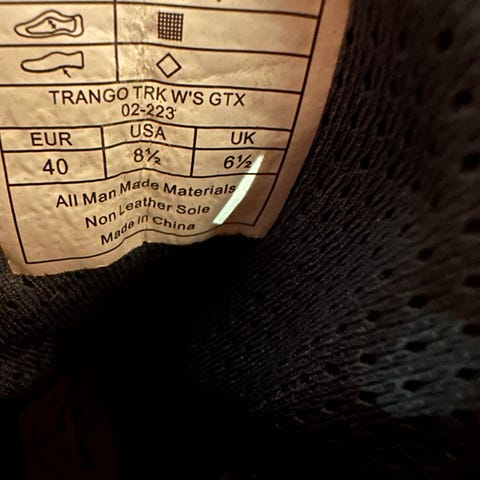 TRANGO TRK W'S GTX
02-223
EUR USA UK
40 8½ 6½
All Man Made Materials
Non Leather Sole
Made in China